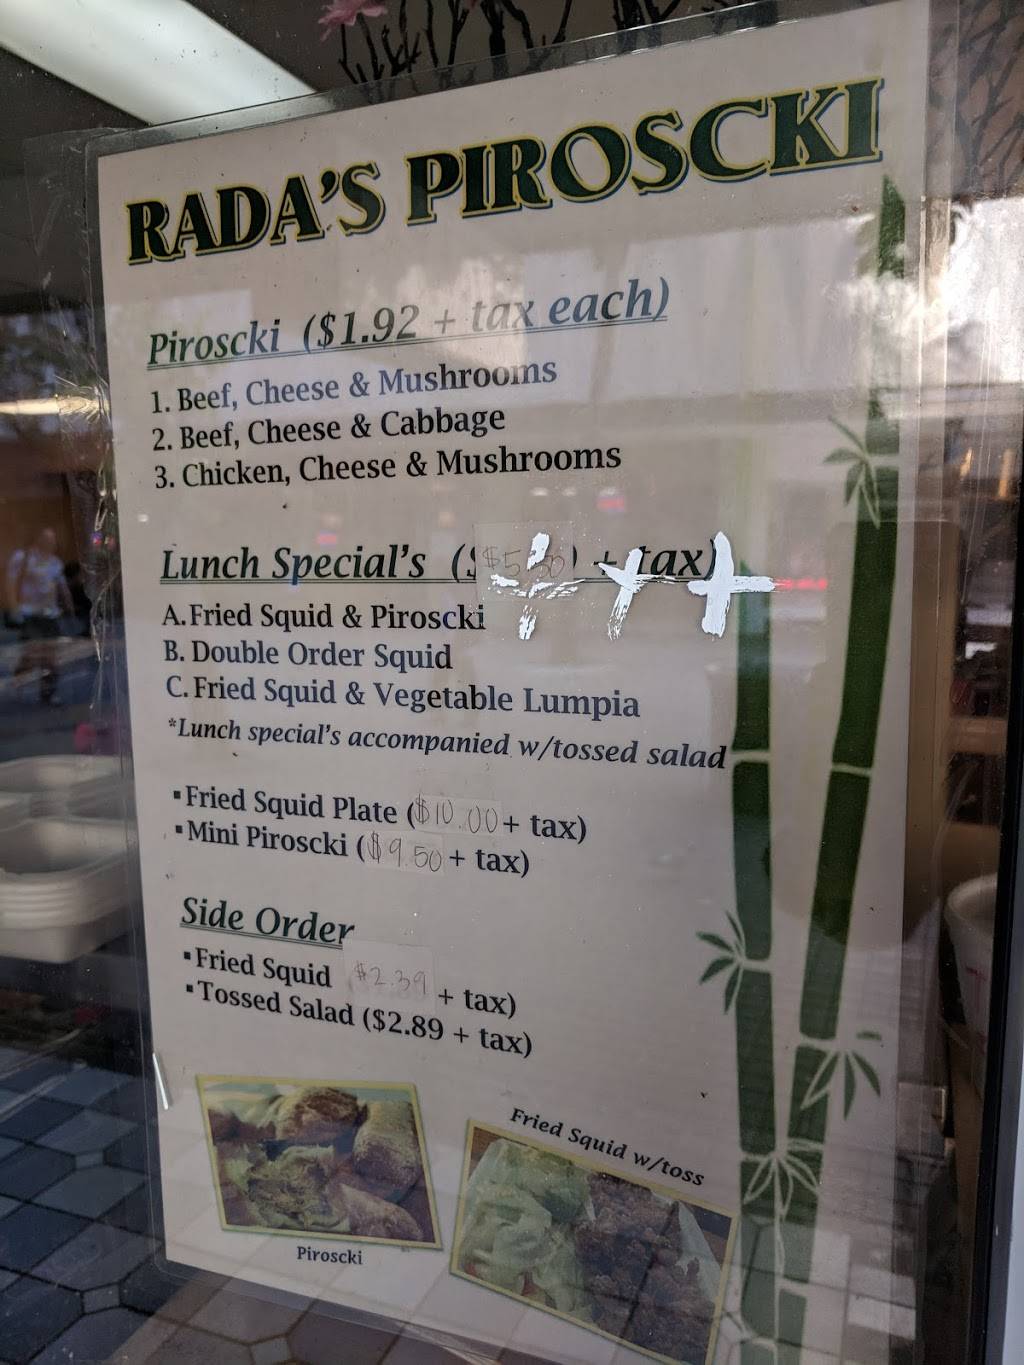 RADA'S PIROSCKI
Piroscki ($1.92 + tax each)
1. Beef, Cheese & Mushrooms
2. Beef, Cheese & Cabbage
3. Chicken, Cheese & Mushrooms
Lunch Special's ( + tax)
A. Fried Squid & Piroscki
B. Double Order Squid
C. Fried Squid & Vegetable Lumpia
*Lunch special's accompanied w/tossed salad
▪Fried Squid Plate ($10.00 + tax)
▪Mini Piroscki ($9.50 + tax)
Side Order
▪Fried Squid $2.39 + tax)
▪Tossed Salad ($2.89 + tax)
Fried Squid w/toss
Piroscki